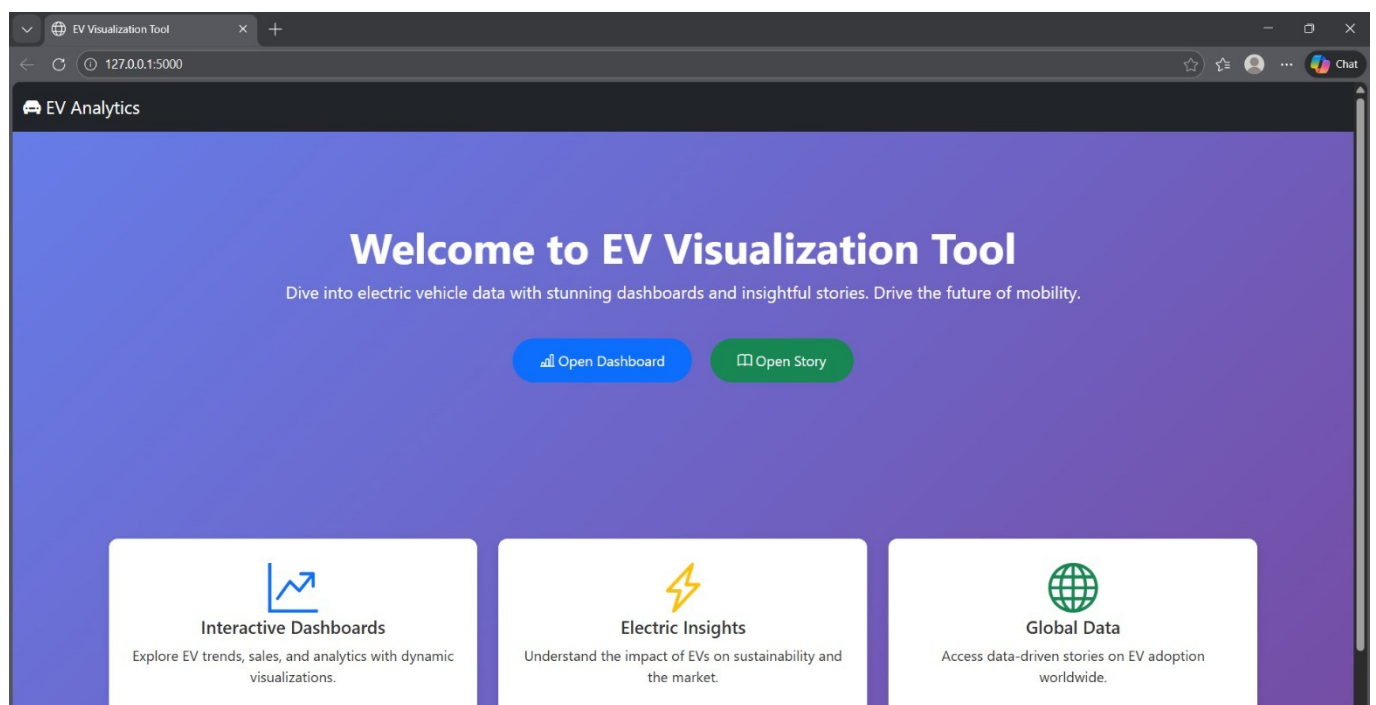 EV Visualization Tool
127.0.0.1:5000
Chat
EV Analytics
Welcome to EV Visualization Tool
Dive into electric vehicle data with stunning dashboards and insightful stories. Drive the future of mobility.
Open Dashboard
Open Story
Interactive Dashboards
Explore EV trends, sales, and analytics with dynamic
visualizations.
Electric Insights
Understand the impact of EVs on sustainability and
the market.
Global Data
Access data-driven stories on EV adoption
worldwide.